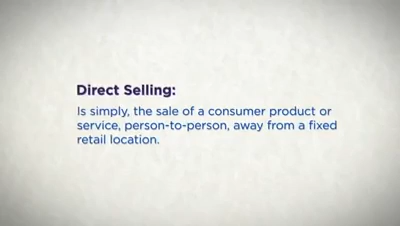 Direct Selling:
Is simply, the sale of a consumer product or
service, person-to-person, away from a fixed
retail location.